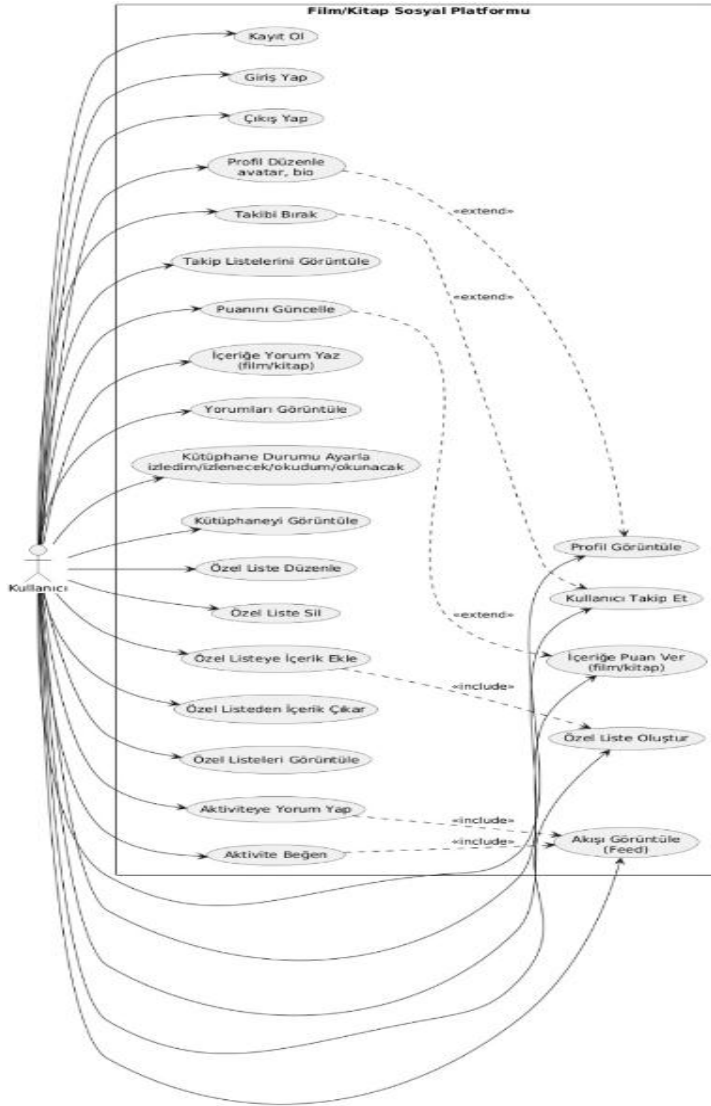 Film/Kitap Sosyal Platformu
Kayıt Ol
Giriş Yap
Çıkış Yap
Profil Düzenle
avatar, bio
Takibi Bırak
«extend»
Takip Listelerini Görüntüle
«extend»
Puanını Güncelle
İçeriğe Yorum Yaz
(film/kitap)
Yorumları Görüntüle
Kütüphane Durumu Ayarla
izledim/izlenecek/okudum/okunacak
Kütüphaneyi Görüntüle
Profil Görüntüle
Kullanıcı
Özel Liste Düzenle
Kullanıcı Takip Et
Özel Liste Sil
«extend»
Özel Listeye İçerik Ekle
İçeriğe Puan Ver
(film/kitap)
«include»
Özel Listeden İçerik Çıkar
Özel Liste Oluştur
Özel Listeleri Görüntüle
Aktiviteye Yorum Yap
«include»
Aktivite Beğen
«include»
Akışı Görüntüle
(Feed)